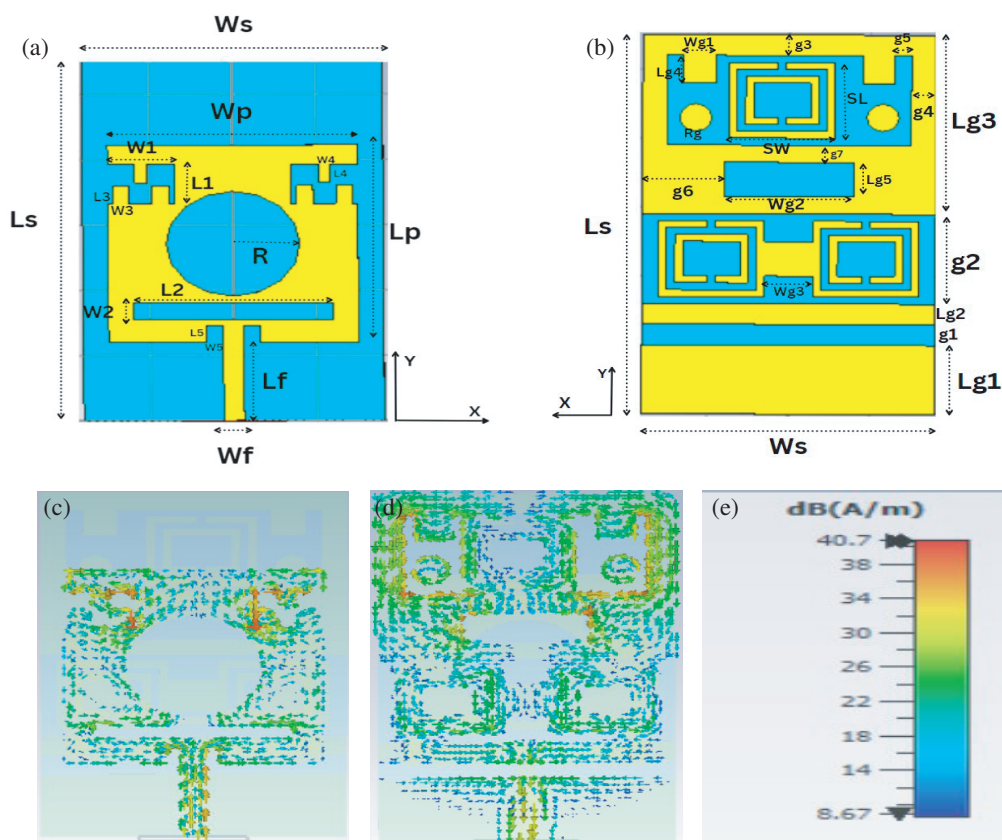 (a)
Ws
Wp
W1
W4
L1
L4
L3
W3
Ls
Lp
R
L2
W2
L5
W5
Lf
Wf
Y
X
(b)
Wg1
g3
g5
Lg4
SL
g4
Rg
SW
g7
Lg3
g6
Lg5
Wg2
Ls
g2
Wg3
Lg2
g1
Y
X
Lg1
Ws
(c)
(d)
(e)
dB(A/m)
40.7
38
34
30
26
22
18
14
8.67